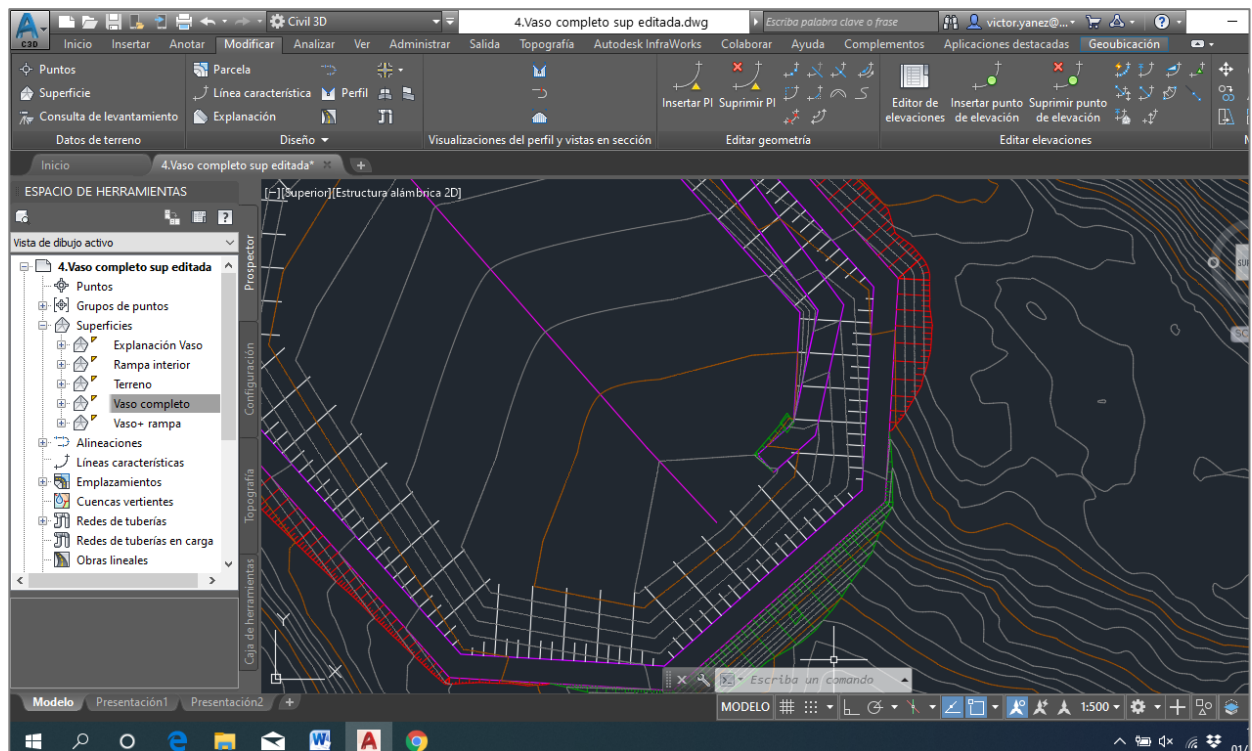 A
C3D
Civil 3D
4.Vaso completo sup editada.dwg
Escriba palabra clave o frase
victor.yanez@...
?
Inicio Insertar Anotar Modificar Analizar Ver Administrar Salida Topografía Autodesk InfraWorks Colaborar Ayuda Complementos Aplicaciones destacadas Geoubicación
Puntos
Superficie
Consulta de levantamiento
Datos de terreno
Parcela
Línea característica Perfil
Explanación
Diseño
Visualizaciones del perfil y vistas en sección
Insertar PI Suprimir PI
Editar geometría
Editor de elevaciones
Insertar punto de elevación
Suprimir punto de elevación
Editar elevaciones
Inicio 4.Vaso completo sup editada* +
ESPACIO DE HERRAMIENTAS
?
Vista de dibujo activo
4.Vaso completo sup editada
Puntos
Grupos de puntos
Superficies
Explanación Vaso
Rampa interior
Terreno
Vaso completo
Vaso+ rampa
Alineaciones
Líneas características
Emplazamientos
Cuencas vertientes
Redes de tuberías
Redes de tuberías en carga
Obras lineales
Prospector
Configuración
Topografía
Caja de herramientas
[−][Superior][Estructura alámbrica 2D]
Y
X
Escriba un comando
Modelo Presentación1 Presentación2 +
MODELO 1:500
W A